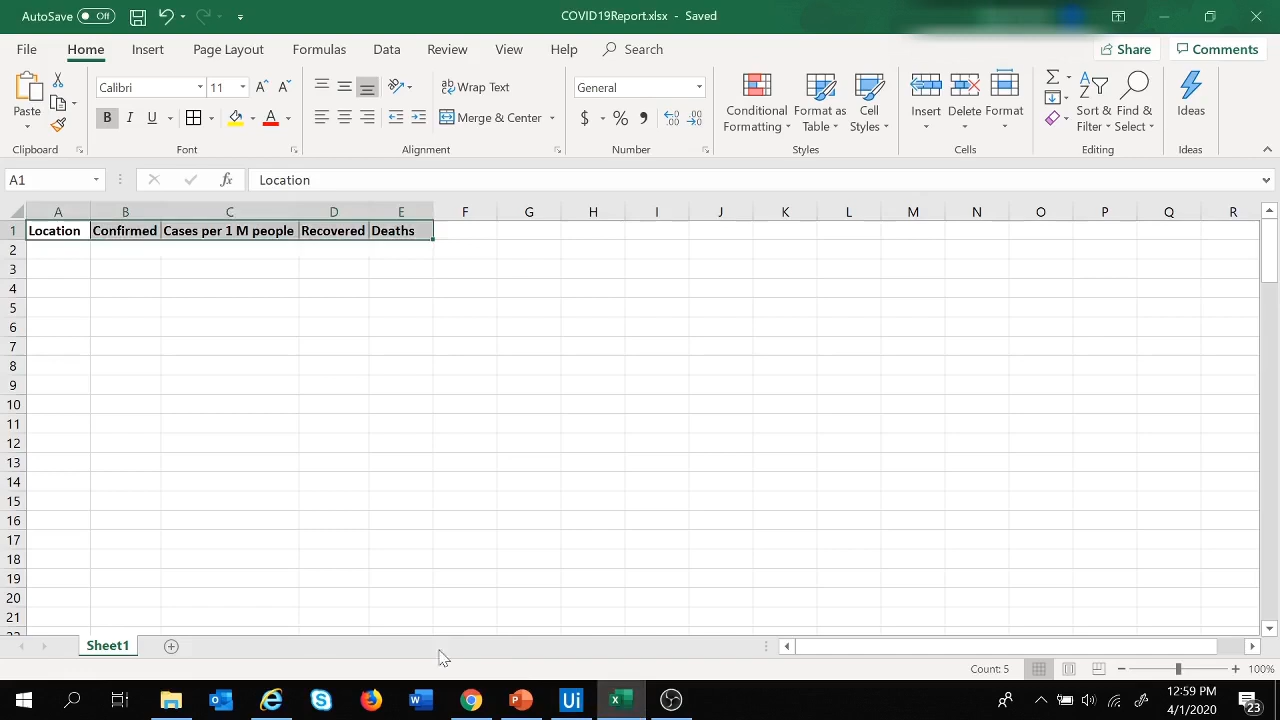 AutoSave Off COVID19Report.xlsx - Saved
File Home Insert Page Layout Formulas Data Review View Help Search Share Comments
Paste Calibri 11 Wrap Text General Conditional Formatting Format as Table Cell Styles Insert Delete Format Sort & Filter Find & Select Ideas
B I U Merge & Center $ % 9
Clipboard Font Alignment Number Styles Cells Editing Ideas
A1 fx Location
A B C D E F G H I J K L M N O P Q R
1 Location Confirmed Cases per 1 M people Recovered Deaths
2
3
4
5
6
7
8
9
10
11
12
13
14
15
16
17
18
19
20
21
Sheet1
Count: 5 100%
Ui 12:59 PM
4/1/2020 23